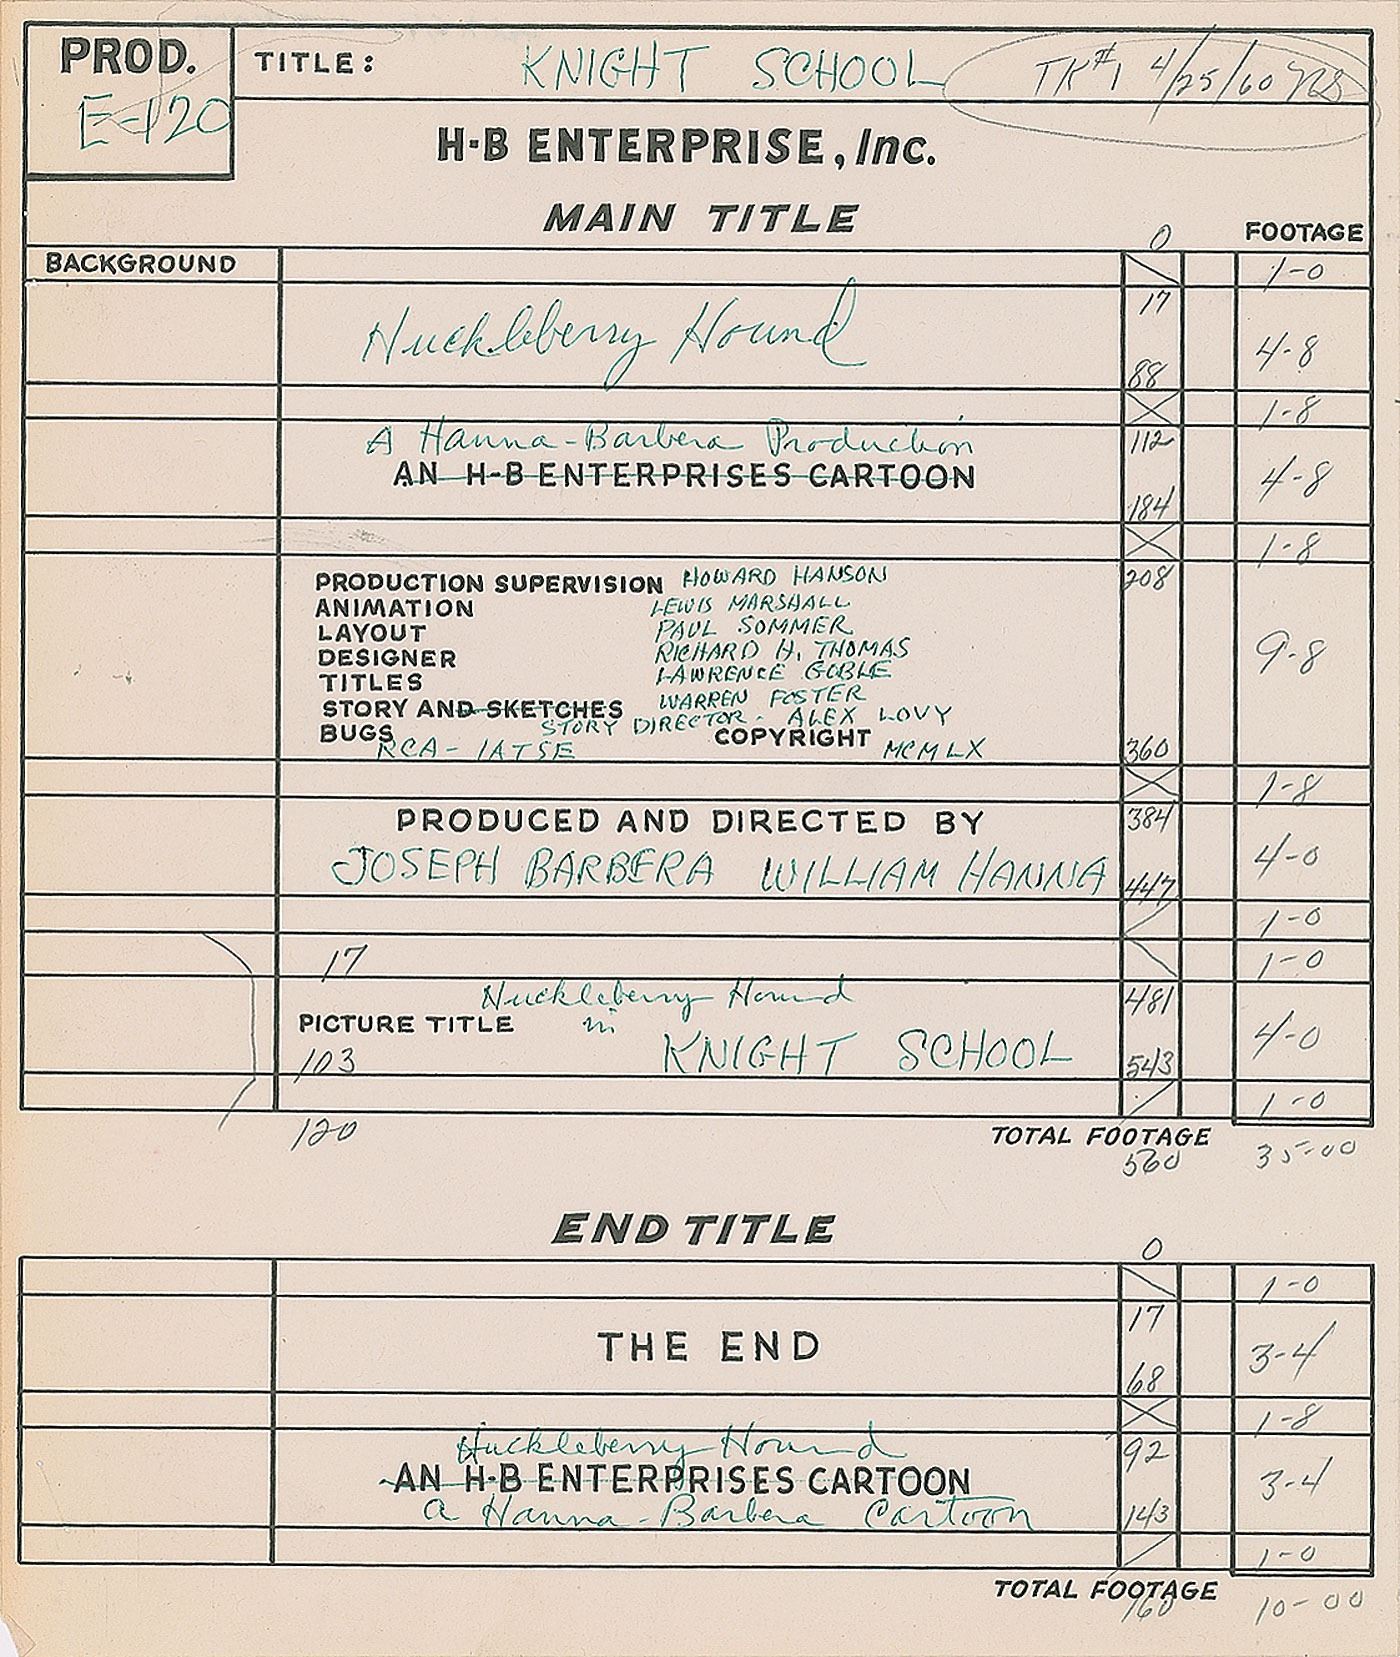 PROD.
E-120
TITLE: KNIGHT SCHOOL TK#1 4/25/60
H-B ENTERPRISE, Inc.
MAIN TITLE
0 FOOTAGE
BACKGROUND 1-0
Huckleberry Hound 17 4-8
88
1-8
A Hanna-Barbera Production 112
AN H-B ENTERPRISES CARTOON 4-8
184
1-8
PRODUCTION SUPERVISION HOWARD HANSON 208
ANIMATION LEWIS MARSHALL
LAYOUT PAUL SOMMER
DESIGNER RICHARD H. THOMAS 9-8
TITLES LAWRENCE GOBLE
STORY AND SKETCHES WARREN FOSTER
STORY DIRECTOR - ALEX LOVY
BUGS COPYRIGHT
RCA - IATSE MCMLX 360
1-8
PRODUCED AND DIRECTED BY 384
JOSEPH BARBERA WILLIAM HANNA 4-0
447
1-0
17 1-0
Huckleberry Hound 481
PICTURE TITLE in 4-0
103 KNIGHT SCHOOL 543
1-0
120 TOTAL FOOTAGE
560 35-00
END TITLE
0
1-0
17
THE END 3-4
68
1-8
Huckleberry Hound 92
AN H-B ENTERPRISES CARTOON 3-4
a Hanna-Barbera Cartoon 143
1-0
TOTAL FOOTAGE
160 10-00